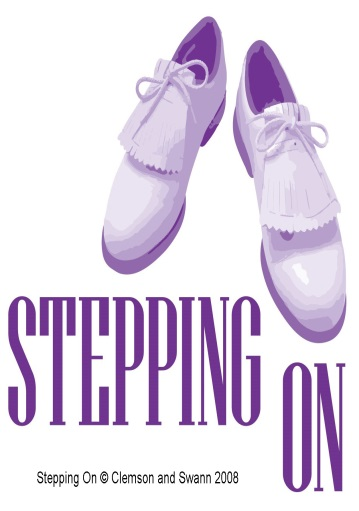 STEPPING
ON
Stepping On © Clemson and Swann 2008